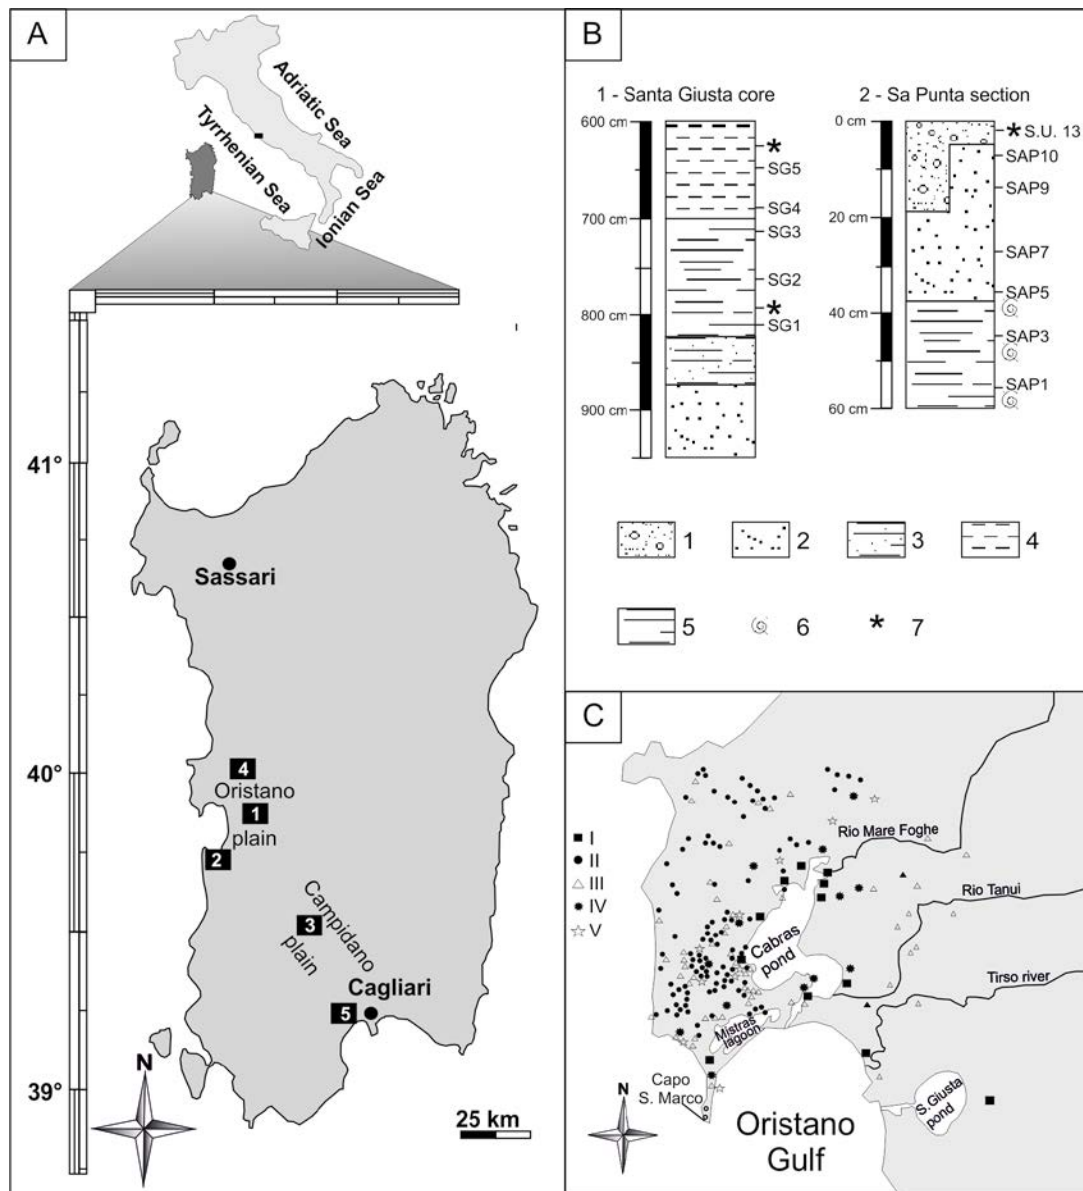 A
Adriatic Sea
Tyrrhenian Sea
Ionian Sea
41°
Sassari
40°
4
Oristano
1
plain
2
Campidano
3
plain
Cagliari
5
N
39°
25 km
B
1 - Santa Giusta core
2 - Sa Punta section
600 cm
*
SG5
SG4
700 cm
SG3
SG2
*
800 cm
SG1
900 cm
0 cm
* S.U. 13
SAP10
SAP9
20 cm
SAP7
SAP5
40 cm
SAP3
SAP1
60 cm
1
2
3
4
5
6
* 7
C
I
II
III
IV
V
Rio Mare Foghe
Rio Tanui
Cabras
pond
Tirso river
Mistras
lagoon
N
Capo
S. Marco
S.Giusta
pond
Oristano
Gulf